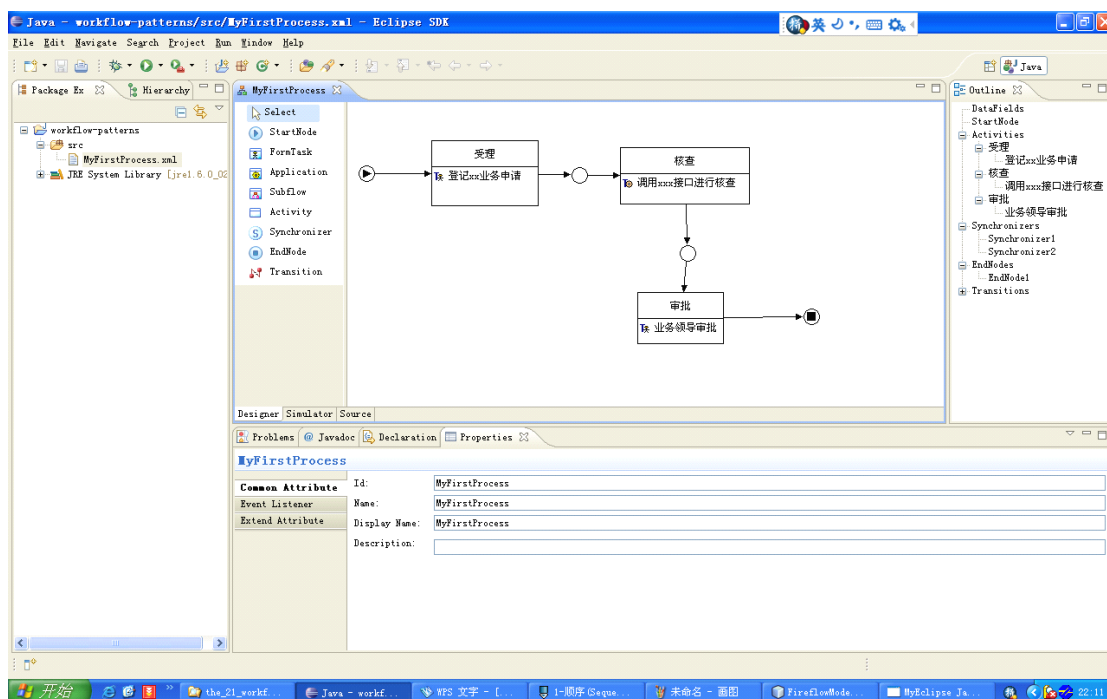 Java - workflow-patterns/src/MyFirstProcess.xml - Eclipse SDK
英
File Edit Navigate Search Project Run Window Help
Java
Package Ex Hierarchy
workflow-patterns
src
MyFirstProcess.xml
JRE System Library [jre1.6.0_02
MyFirstProcess
Select
StartNode
FormTask
Application
Subflow
Activity
Synchronizer
EndNode
Transition
受理
登记xx业务申请
核查
调用xxx接口进行核查
审批
业务领导审批
Designer Simulator Source
Outline
DataFields
StartNode
Activities
受理
登记xx业务申请
核查
调用xxx接口进行核查
审批
业务领导审批
Synchronizers
Synchronizer1
Synchronizer2
EndNodes
EndNode1
Transitions
Problems @ Javadoc Declaration Properties
MyFirstProcess
Common Attribute
Event Listener
Extend Attribute
Id: MyFirstProcess
Name: MyFirstProcess
Display Name: MyFirstProcess
Description:
开始 the_21_workf... Java - workf... WPS 文字 - [... 1-顺序(Seque... 未命名 - 画图 FireflowMode... MyEclipse Ja... 22:11